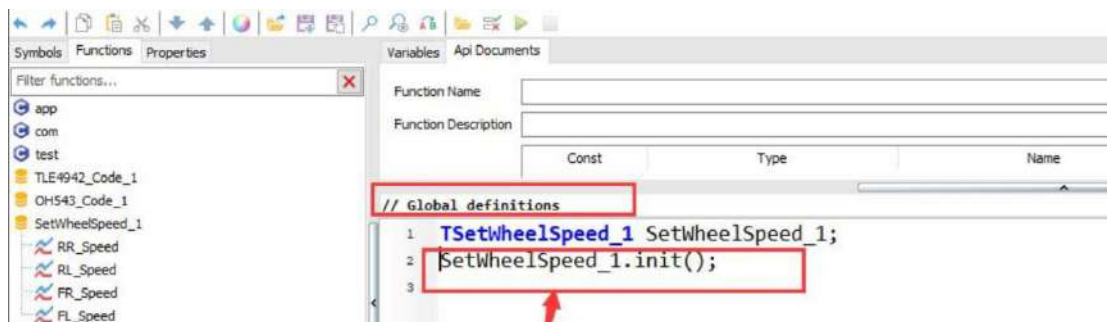 Symbols Functions Properties
Variables Api Documents
Filter functions...
Function Name
app
Function Description
com
test
Const Type Name
TLE4942_Code_1
OH543_Code_1
// Global definitions
SetWheelSpeed_1
1 TSetWheelSpeed_1 SetWheelSpeed_1;
RR_Speed
2 SetWheelSpeed_1.init();
RL_Speed
3
FR_Speed
FL_Speed